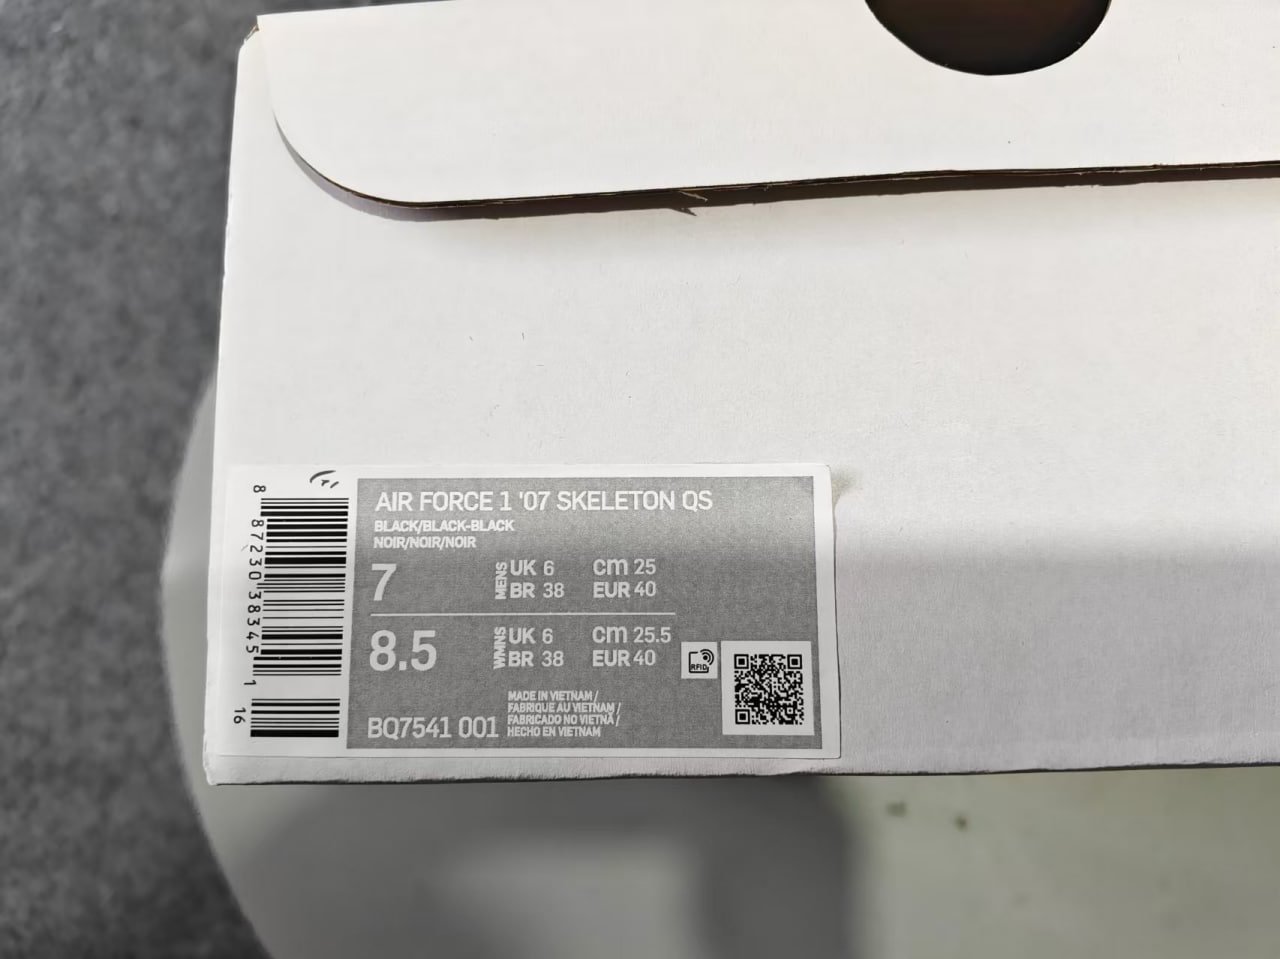 AIR FORCE 1 '07 SKELETON QS
BLACK/BLACK-BLACK
NOIR/NOIR/NOIR
7 MENS UK 6 cm 25
BR 38 EUR 40
8.5 WMNS UK 6 cm 25.5
BR 38 EUR 40
RFID
BQ7541 001
MADE IN VIETNAM /
FABRIQUE AU VIETNAM /
FABRICADO NO VIETNÃ /
HECHO EN VIETNAM
8 87230 38345 1 16